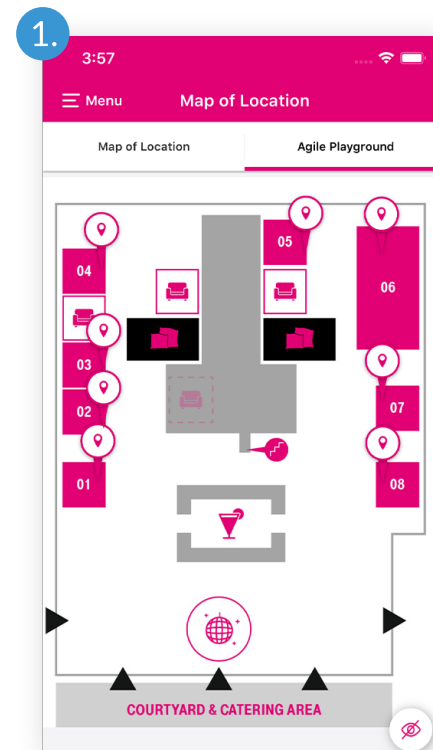 1.
3:57
Menu
Map of Location
Map of Location
Agile Playground
05
04
06
03
07
02
01
08
COURTYARD & CATERING AREA